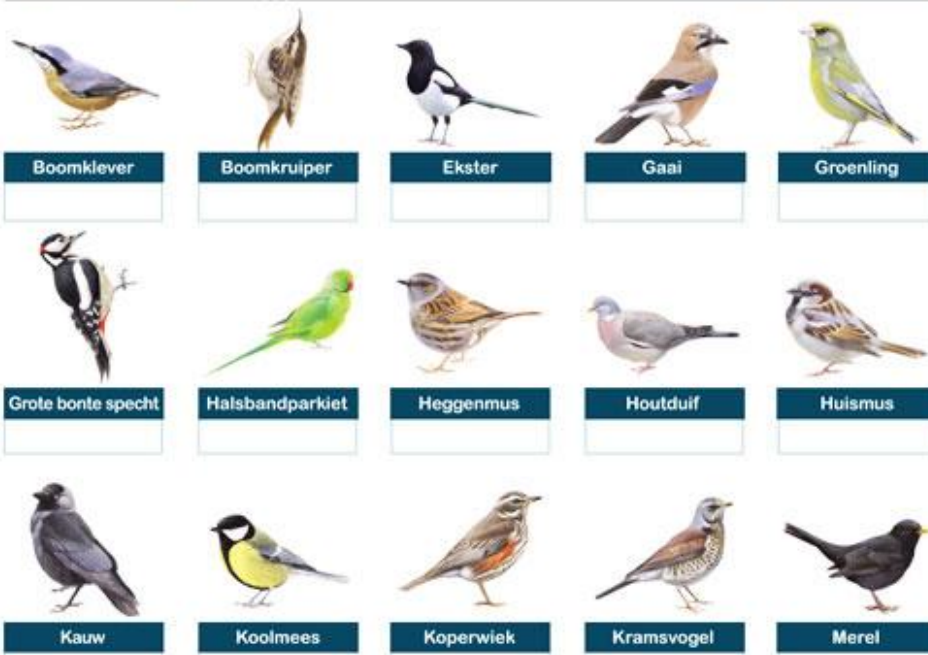 Boomklever Boomkruiper Ekster Gaai Groenling
Grote bonte specht Halsbandparkiet Heggenmus Houtduif Huismus
Kauw Koolmees Koperwiek Kramsvogel Merel